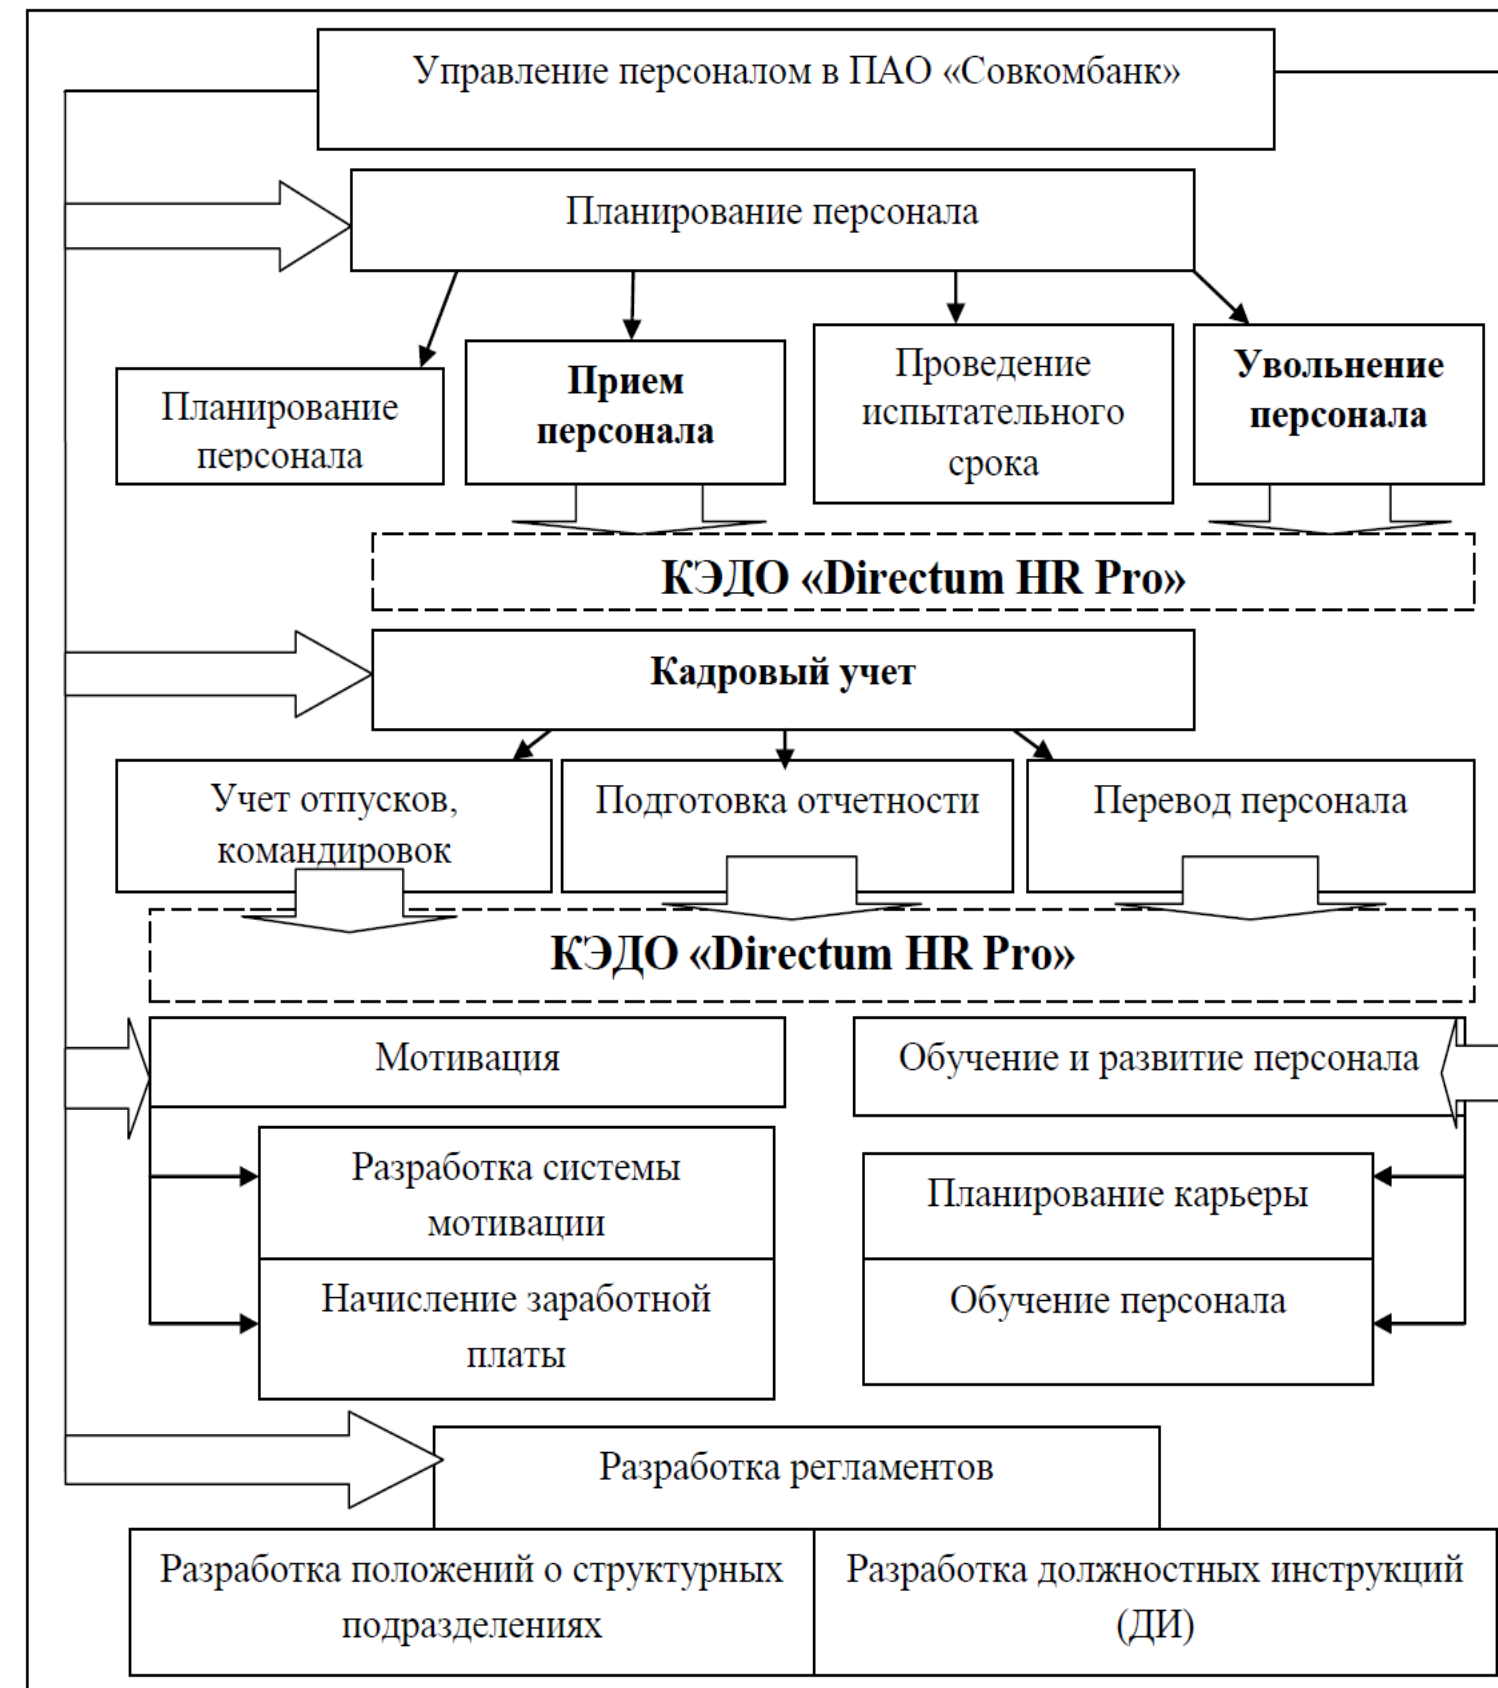 Управление персоналом в ПАО «Совкомбанк»
Планирование персонала
Планирование
персонала
Прием
персонала
Проведение
испытательного
срока
Увольнение
персонала
КЭДО «Directum HR Pro»
Кадровый учет
Учет отпусков,
командировок
Подготовка отчетности
Перевод персонала
КЭДО «Directum HR Pro»
Мотивация
Обучение и развитие персонала
Разработка системы
мотивации
Начисление заработной
платы
Планирование карьеры
Обучение персонала
Разработка регламентов
Разработка положений о структурных
подразделениях
Разработка должностных инструкций
(ДИ)